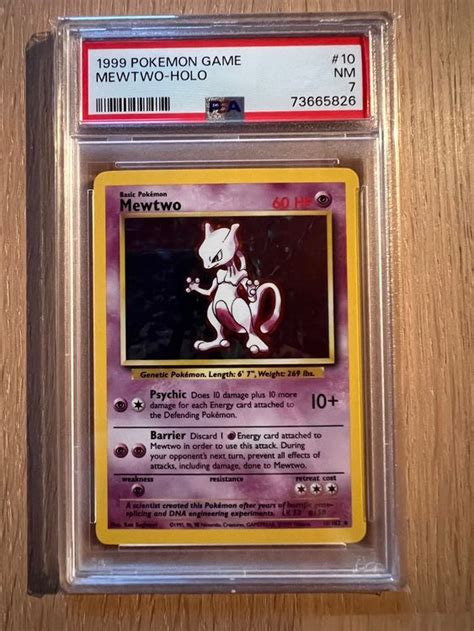 1999 POKEMON GAME #10
MEWTWO-HOLO NM
7
PSA 73665826
Basic Pokémon
Mewtwo 60 HP
Genetic Pokémon. Length: 6' 7", Weight: 269 lbs.
Psychic Does 10 damage plus 10 more
damage for each Energy card attached to
the Defending Pokémon.
10+
Barrier Discard 1 Energy card attached to
Mewtwo in order to use this attack. During
your opponent's next turn, prevent all effects of
attacks, including damage, done to Mewtwo.
weakness resistance retreat cost
A scientist created this Pokémon after years of
splicing and DNA engineering experiments. LV. 53